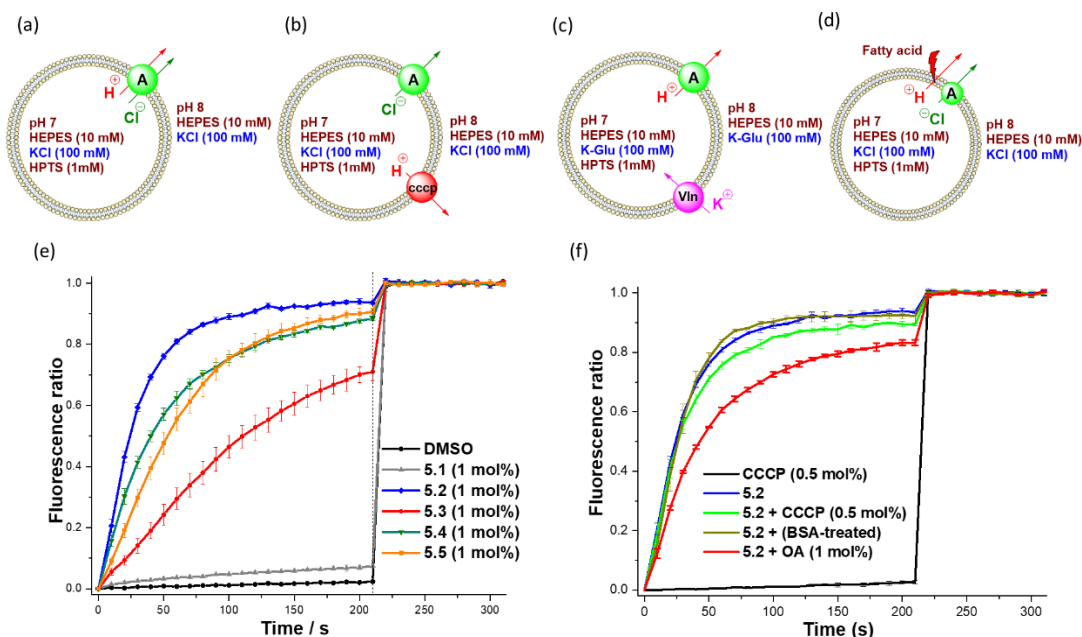 (a)
A
H⊕
Cl⊖
pH 7
HEPES (10 mM)
KCl (100 mM)
HPTS (1mM)
pH 8
HEPES (10 mM)
KCl (100 mM)
(b)
A
Cl⊖
pH 7
HEPES (10 mM)
KCl (100 mM)
HPTS (1mM)
H⊕
cccp
pH 8
HEPES (10 mM)
KCl (100 mM)
(c)
A
H⊕
pH 7
HEPES (10 mM)
K-Glu (100 mM)
HPTS (1mM)
Vln
K⊕
pH 8
HEPES (10 mM)
K-Glu (100 mM)
(d)
Fatty acid
H⊕
A
⊖Cl
pH 7
HEPES (10 mM)
KCl (100 mM)
HPTS (1mM)
pH 8
HEPES (10 mM)
KCl (100 mM)
(e)
Fluorescence ratio
1.0
0.8
0.6
0.4
0.2
0.0
DMSO
5.1 (1 mol%)
5.2 (1 mol%)
5.3 (1 mol%)
5.4 (1 mol%)
5.5 (1 mol%)
0 50 100 150 200 250 300
Time / s
(f)
Fluorescence ratio
1.0
0.8
0.6
0.4
0.2
0.0
CCCP (0.5 mol%)
5.2
5.2 + CCCP (0.5 mol%)
5.2 + (BSA-treated)
5.2 + OA (1 mol%)
0 50 100 150 200 250 300
Time (s)